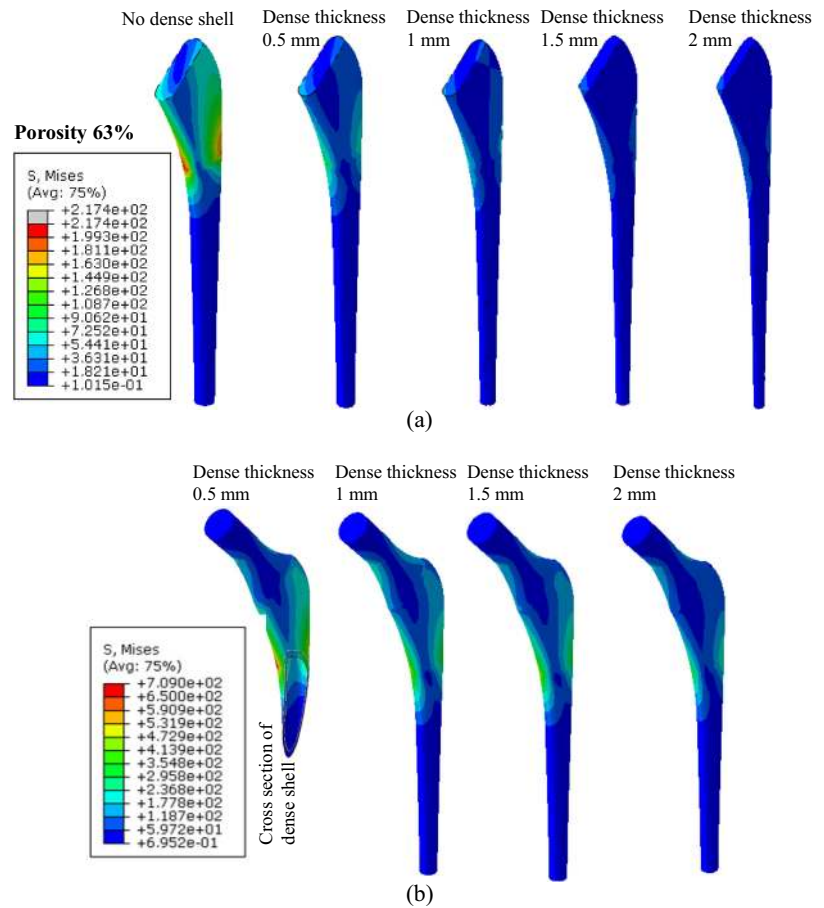 No dense shell
Dense thickness
0.5 mm
Dense thickness
1 mm
Dense thickness
1.5 mm
Dense thickness
2 mm
Porosity 63%
S, Mises
(Avg: 75%)
+2.174e+02
+2.174e+02
+1.993e+02
+1.811e+02
+1.630e+02
+1.449e+02
+1.268e+02
+1.087e+02
+9.062e+01
+7.252e+01
+5.441e+01
+3.631e+01
+1.821e+01
+1.015e-01
(a)
Dense thickness
0.5 mm
Dense thickness
1 mm
Dense thickness
1.5 mm
Dense thickness
2 mm
S, Mises
(Avg: 75%)
+7.090e+02
+6.500e+02
+5.909e+02
+5.319e+02
+4.729e+02
+4.139e+02
+3.548e+02
+2.958e+02
+2.368e+02
+1.778e+02
+1.187e+02
+5.972e+01
+6.952e-01
Cross section of
dense shell
(b)